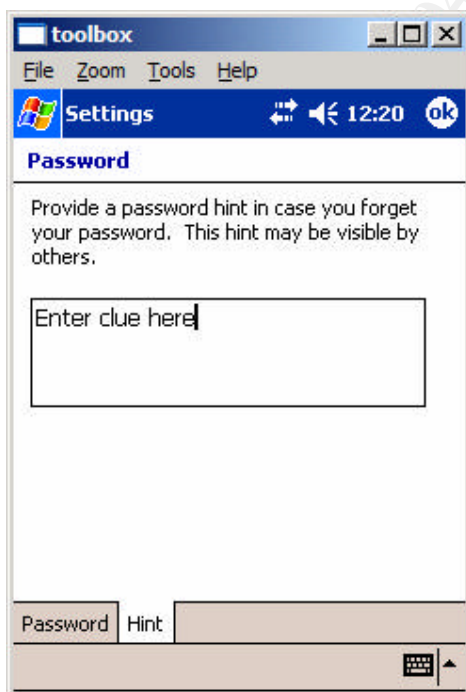 toolbox
File Zoom Tools Help
Settings 12:20 ok
Password
Provide a password hint in case you forget
your password. This hint may be visible by
others.
Enter clue here
Password Hint